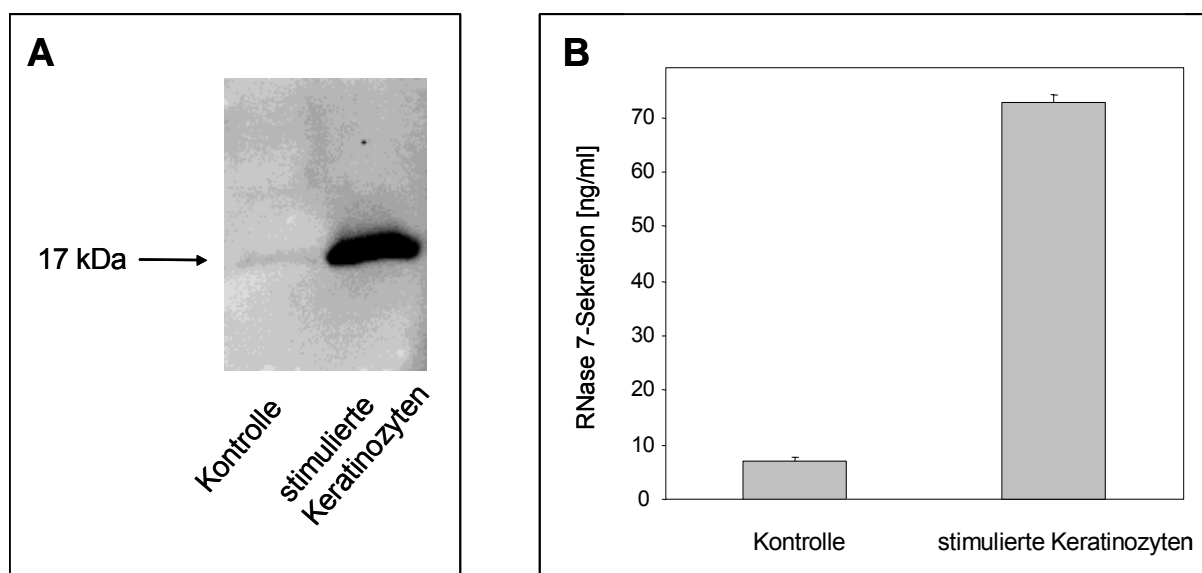 A
17 kDa
Kontrolle
stimulierte
Keratinozyten
B
RNase 7-Sekretion [ng/ml]
70
60
50
40
30
20
10
0
Kontrolle
stimulierte Keratinozyten